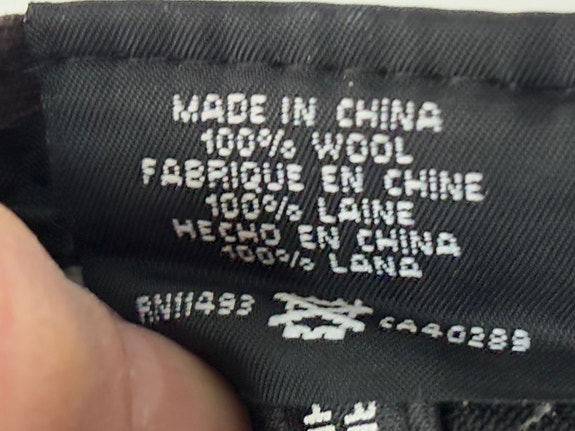 MADE IN CHINA
100% WOOL
FABRIQUE EN CHINE
100% LAINE
HECHO EN CHINA
100% LANA
RN11493 CA40289